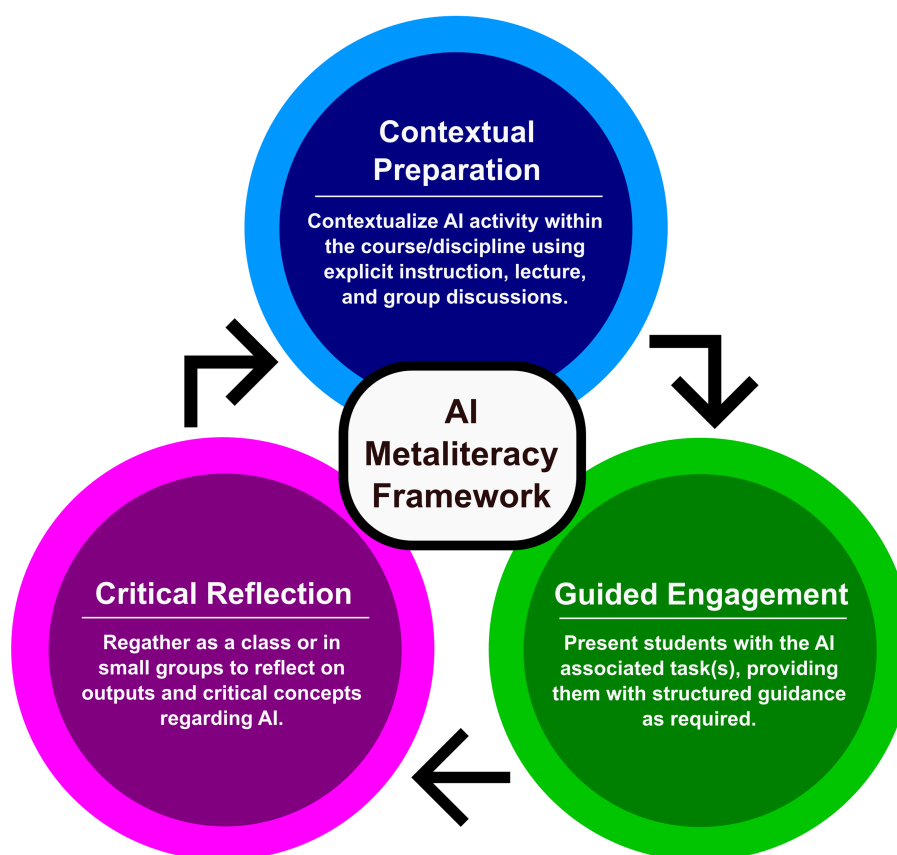 Contextual
Preparation
Contextualize AI activity within
the course/discipline using
explicit instruction, lecture,
and group discussions.
AI
Metaliteracy
Framework
Critical Reflection
Regather as a class or in
small groups to reflect on
outputs and critical concepts
regarding AI.
Guided Engagement
Present students with the AI
associated task(s), providing
them with structured guidance
as required.